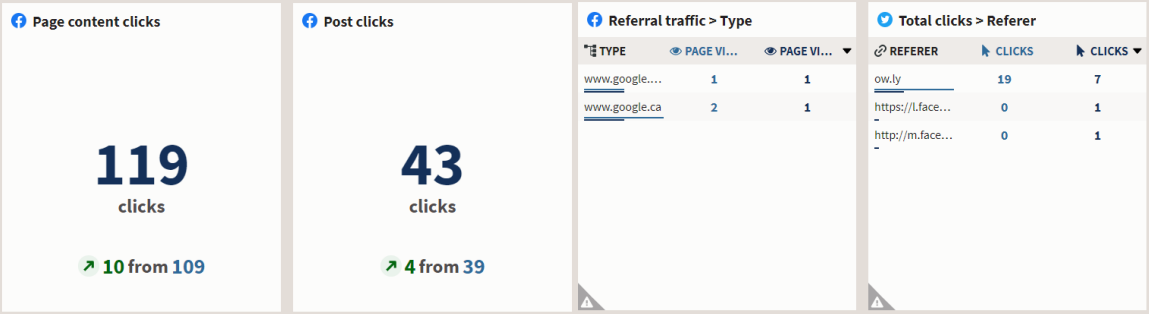 Page content clicks
119
clicks
10 from 109
Post clicks
43
clicks
4 from 39
Referral traffic > Type
TYPE PAGE VI... PAGE VI...
www.google.... 1 1
www.google.ca 2 1
Total clicks > Referer
REFERER CLICKS CLICKS
ow.ly 19 7
https://l.face... 0 1
http://m.face... 0 1